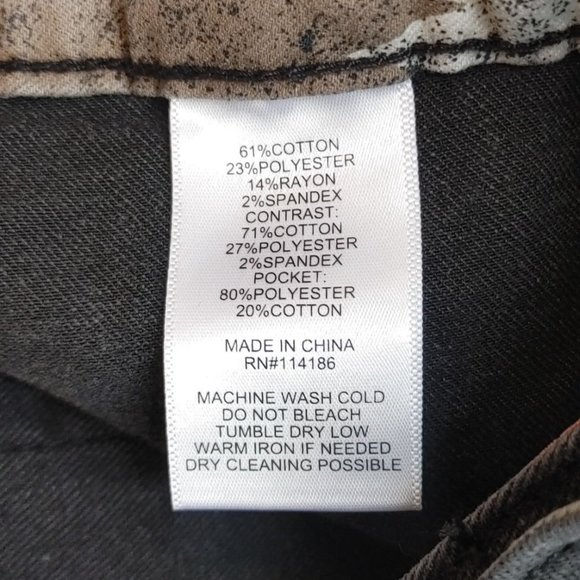 61%COTTON
23%POLYESTER
14%RAYON
2%SPANDEX
CONTRAST:
71%COTTON
27%POLYESTER
2%SPANDEX
POCKET:
80%POLYESTER
20%COTTON
MADE IN CHINA
RN#114186
MACHINE WASH COLD
DO NOT BLEACH
TUMBLE DRY LOW
WARM IRON IF NEEDED
DRY CLEANING POSSIBLE